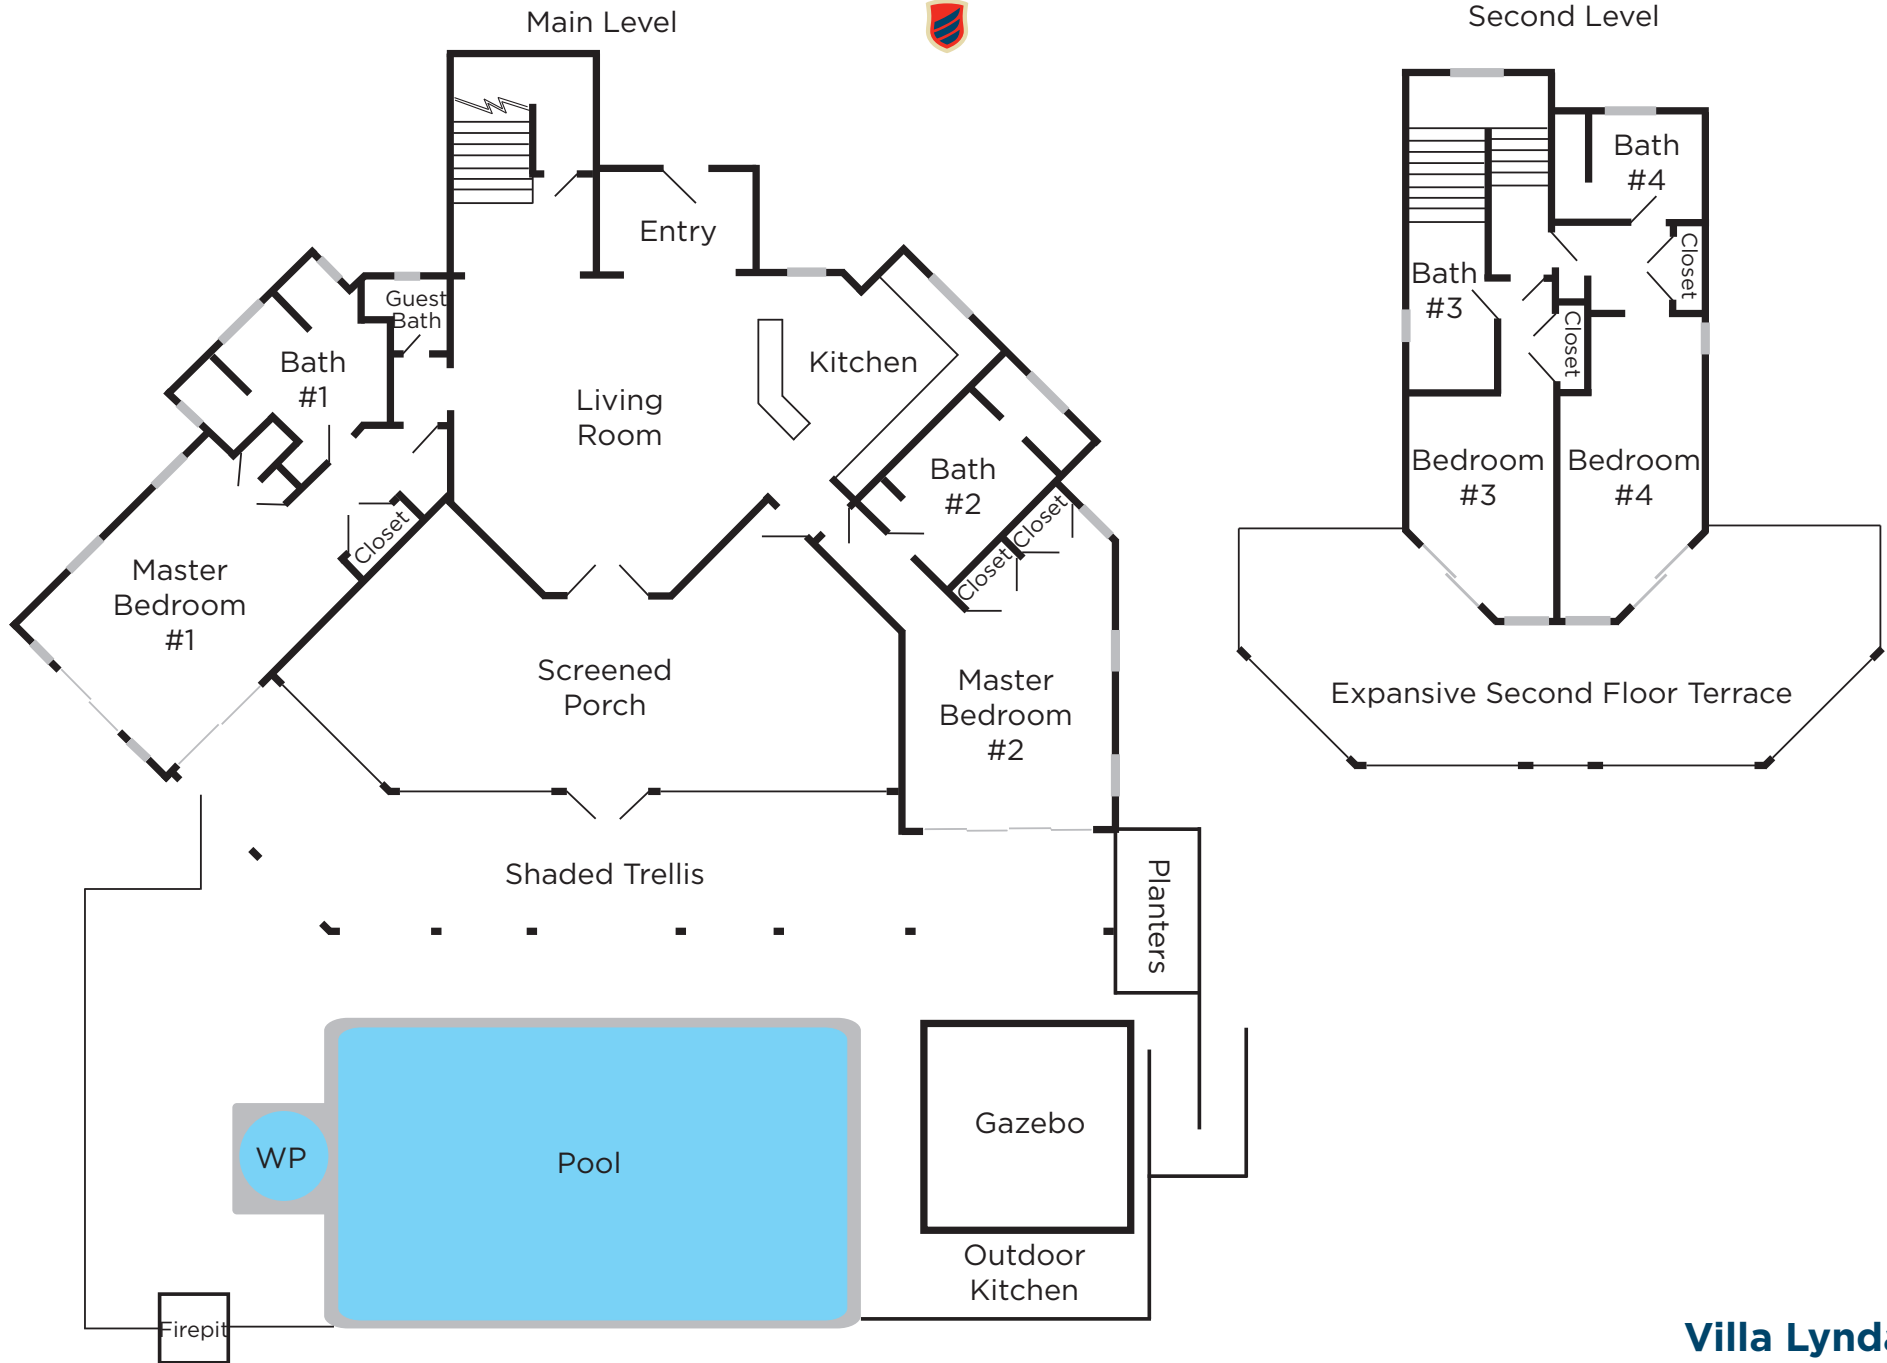 Main Level
Second Level
Entry
Guest
Bath
Bath
#1
Living
Room
Kitchen
Bath
#2
Closet
Closet
Closet
Master
Bedroom
#1
Screened
Porch
Master
Bedroom
#2
Shaded Trellis
Planters
WP
Pool
Gazebo
Outdoor
Kitchen
Firepit
Bath
#4
Closet
Bath
#3
Closet
Bedroom
#3
Bedroom
#4
Expansive Second Floor Terrace
Villa Lynda